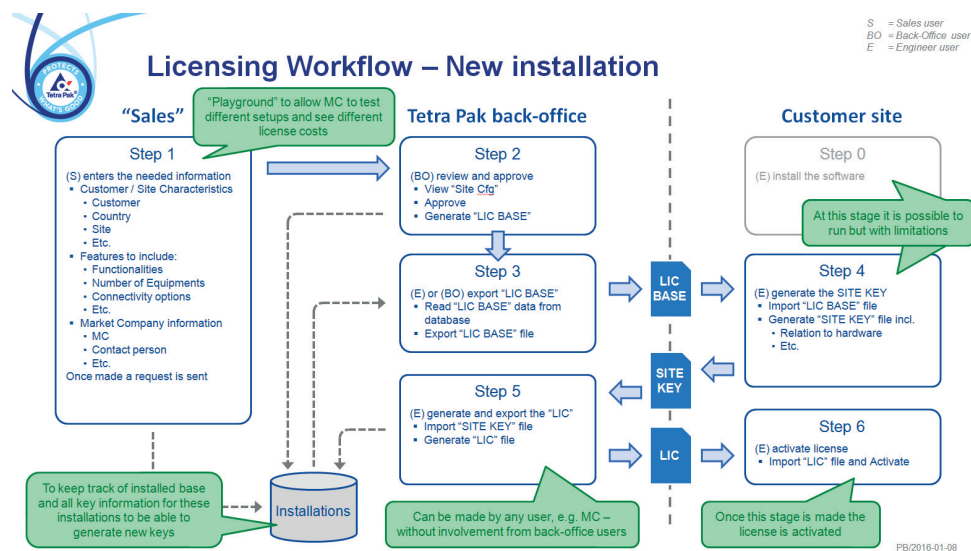 S = Sales user
BO = Back-Office user
E = Engineer user
PROTECTS
WHAT'S GOOD
Tetra Pak
Licensing Workflow – New installation
"Sales"
"Playground" to allow MC to test
different setups and see different
license costs
Tetra Pak back-office
Customer site
Step 1
(S) enters the needed information
▪ Customer / Site Characteristics
• Customer
• Country
• Site
• Etc.
▪ Features to include:
• Functionalities
• Number of Equipments
• Connectivity options
• Etc.
▪ Market Company information
• MC
• Contact person
• Etc.
Once made a request is sent
Step 2
(BO) review and approve
▪ View "Site Cfg"
▪ Approve
▪ Generate "LIC BASE"
Step 0
(E) install the software
At this stage it is possible to
run but with limitations
Step 3
(E) or (BO) export "LIC BASE"
▪ Read "LIC BASE" data from
database
▪ Export "LIC BASE" file
LIC
BASE
Step 4
(E) generate the SITE KEY
▪ Import "LIC BASE" file
▪ Generate "SITE KEY" file incl.
• Relation to hardware
• Etc.
SITE
KEY
Step 5
(E) generate and export the "LIC"
▪ Import "SITE KEY" file
▪ Generate "LIC" file
LIC
Step 6
(E) activate license
▪ Import "LIC" file and Activate
To keep track of installed base
and all key information for these
installations to be able to
generate new keys
Installations
Can be made by any user, e.g. MC –
without involvement from back-office users
Once this stage is made the
license is activated
PB/2016-01-08